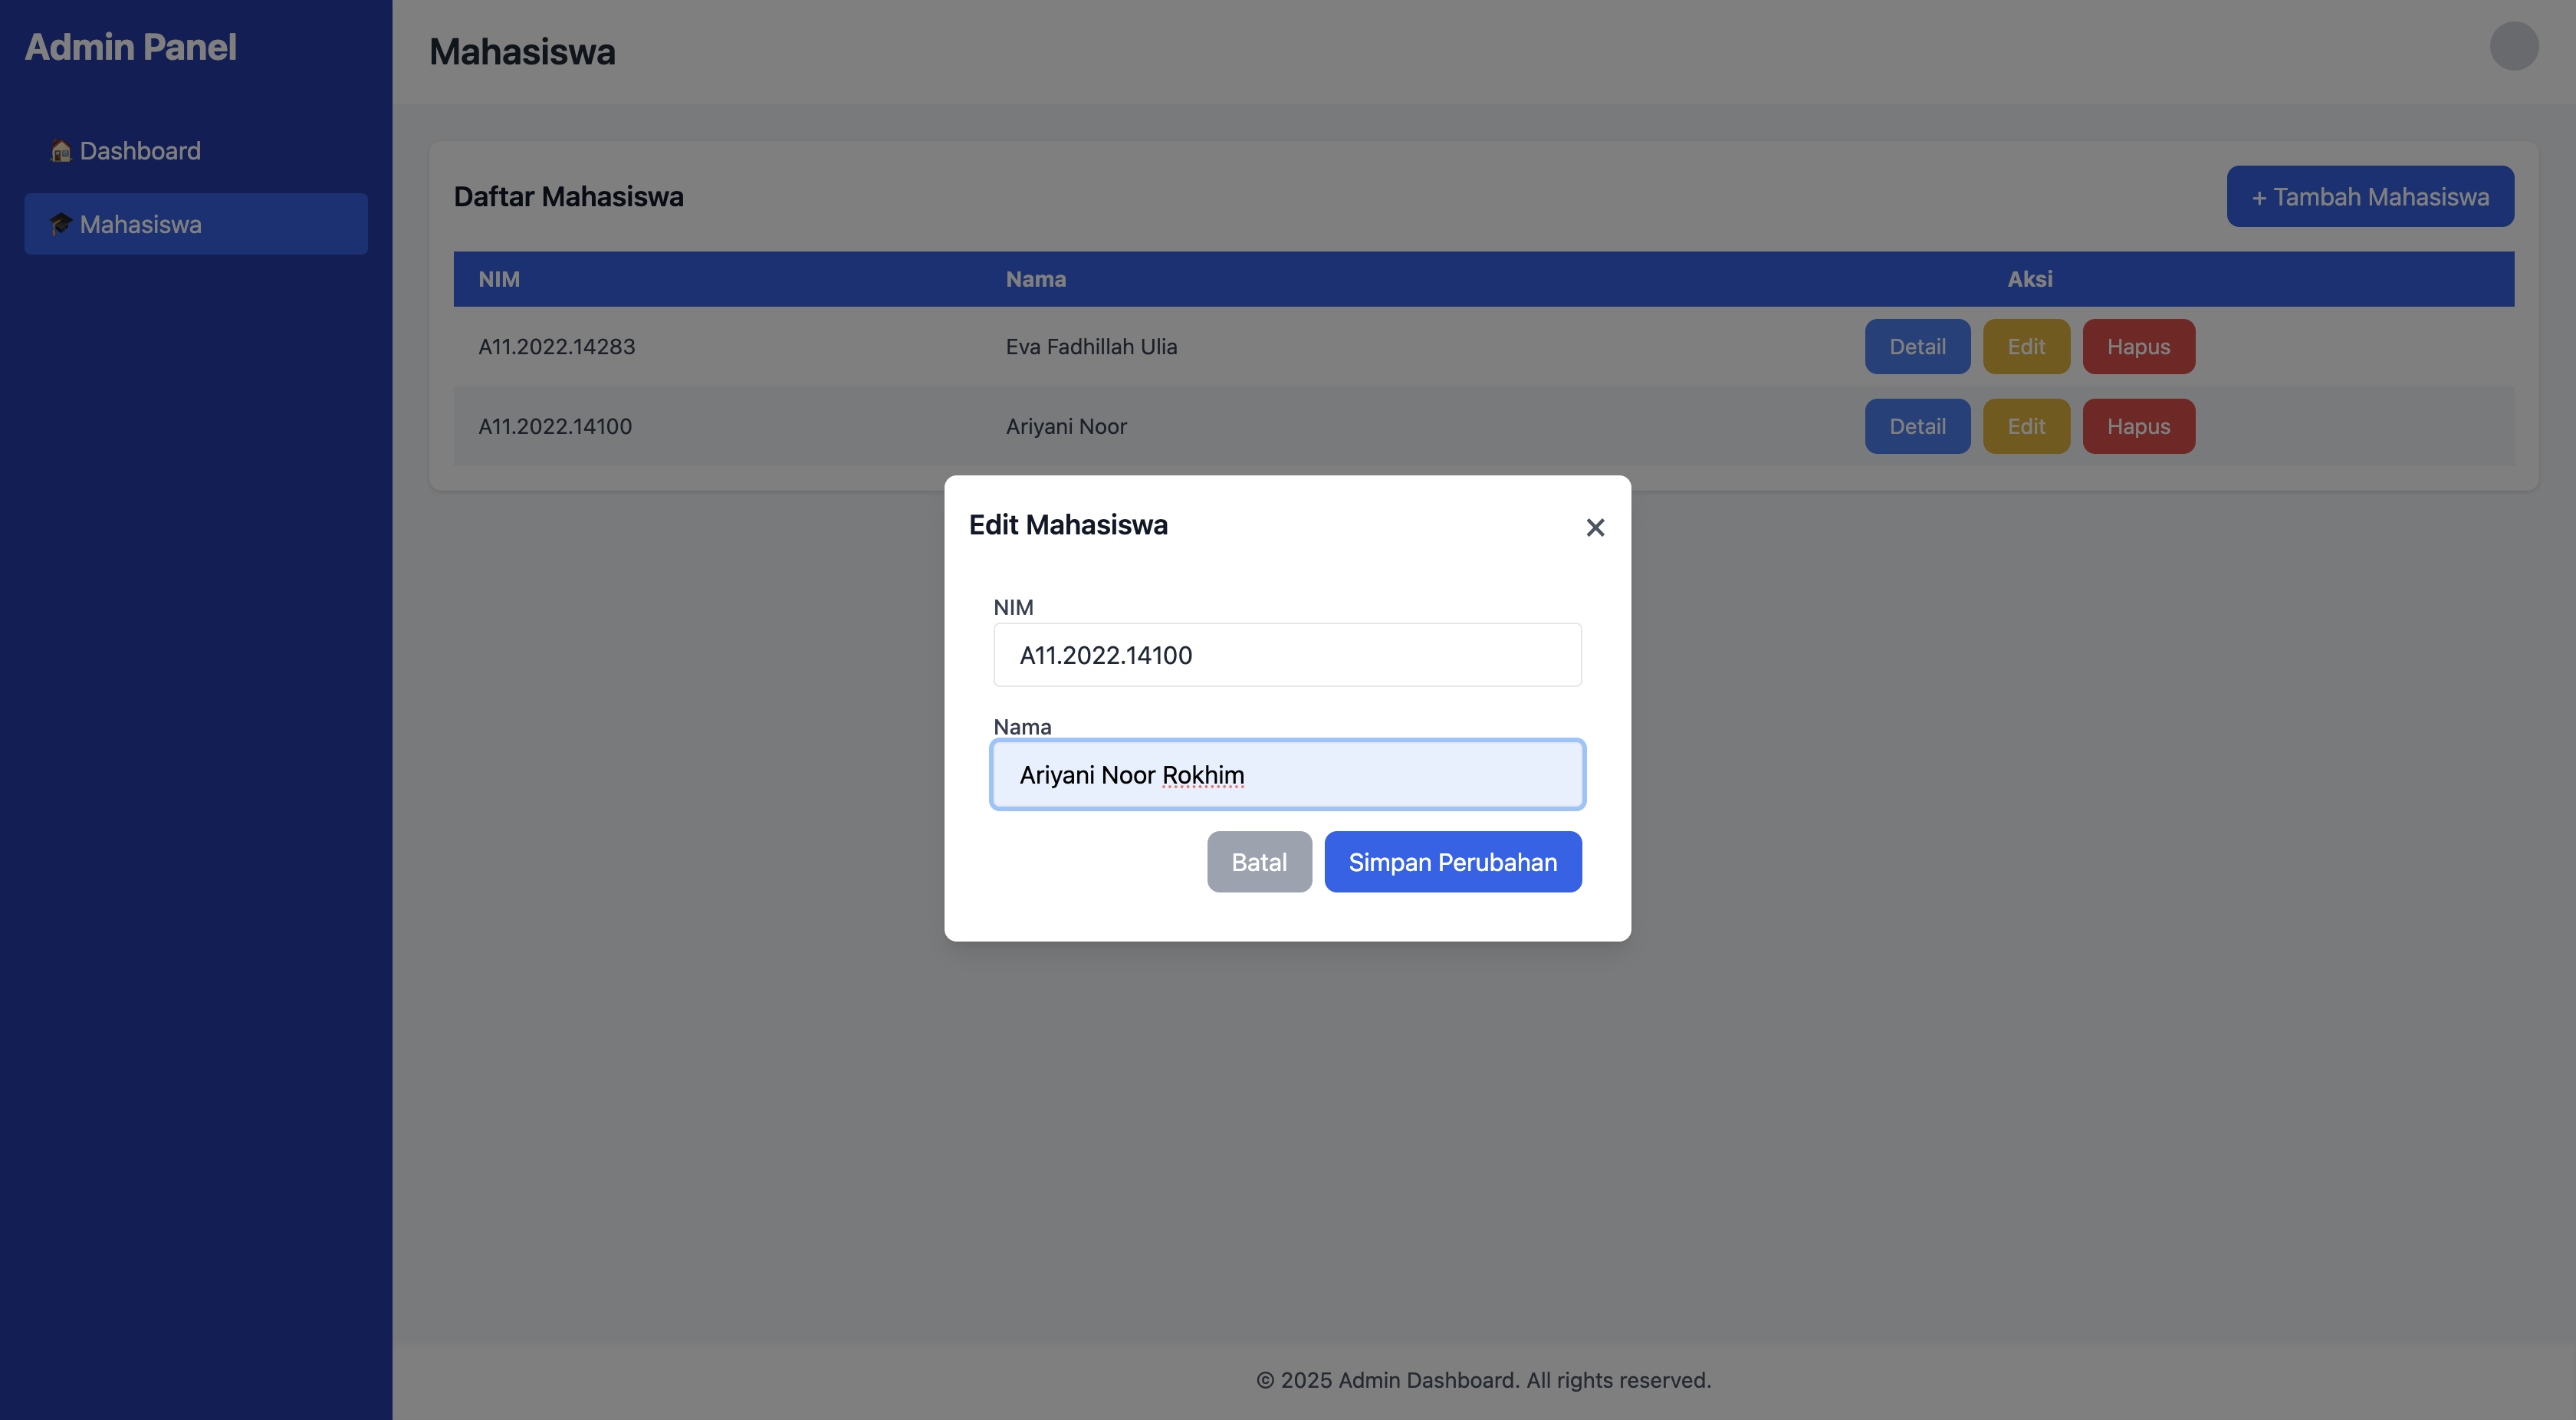 Admin Panel
🏠 Dashboard
🎓 Mahasiswa
Mahasiswa
Daftar Mahasiswa
+ Tambah Mahasiswa
NIM Nama Aksi
A11.2022.14283 Eva Fadhillah Ulia Detail Edit Hapus
A11.2022.14100 Ariyani Noor Detail Edit Hapus
Edit Mahasiswa ×
NIM
A11.2022.14100
Nama
Ariyani Noor Rokhim
Batal Simpan Perubahan
© 2025 Admin Dashboard. All rights reserved.